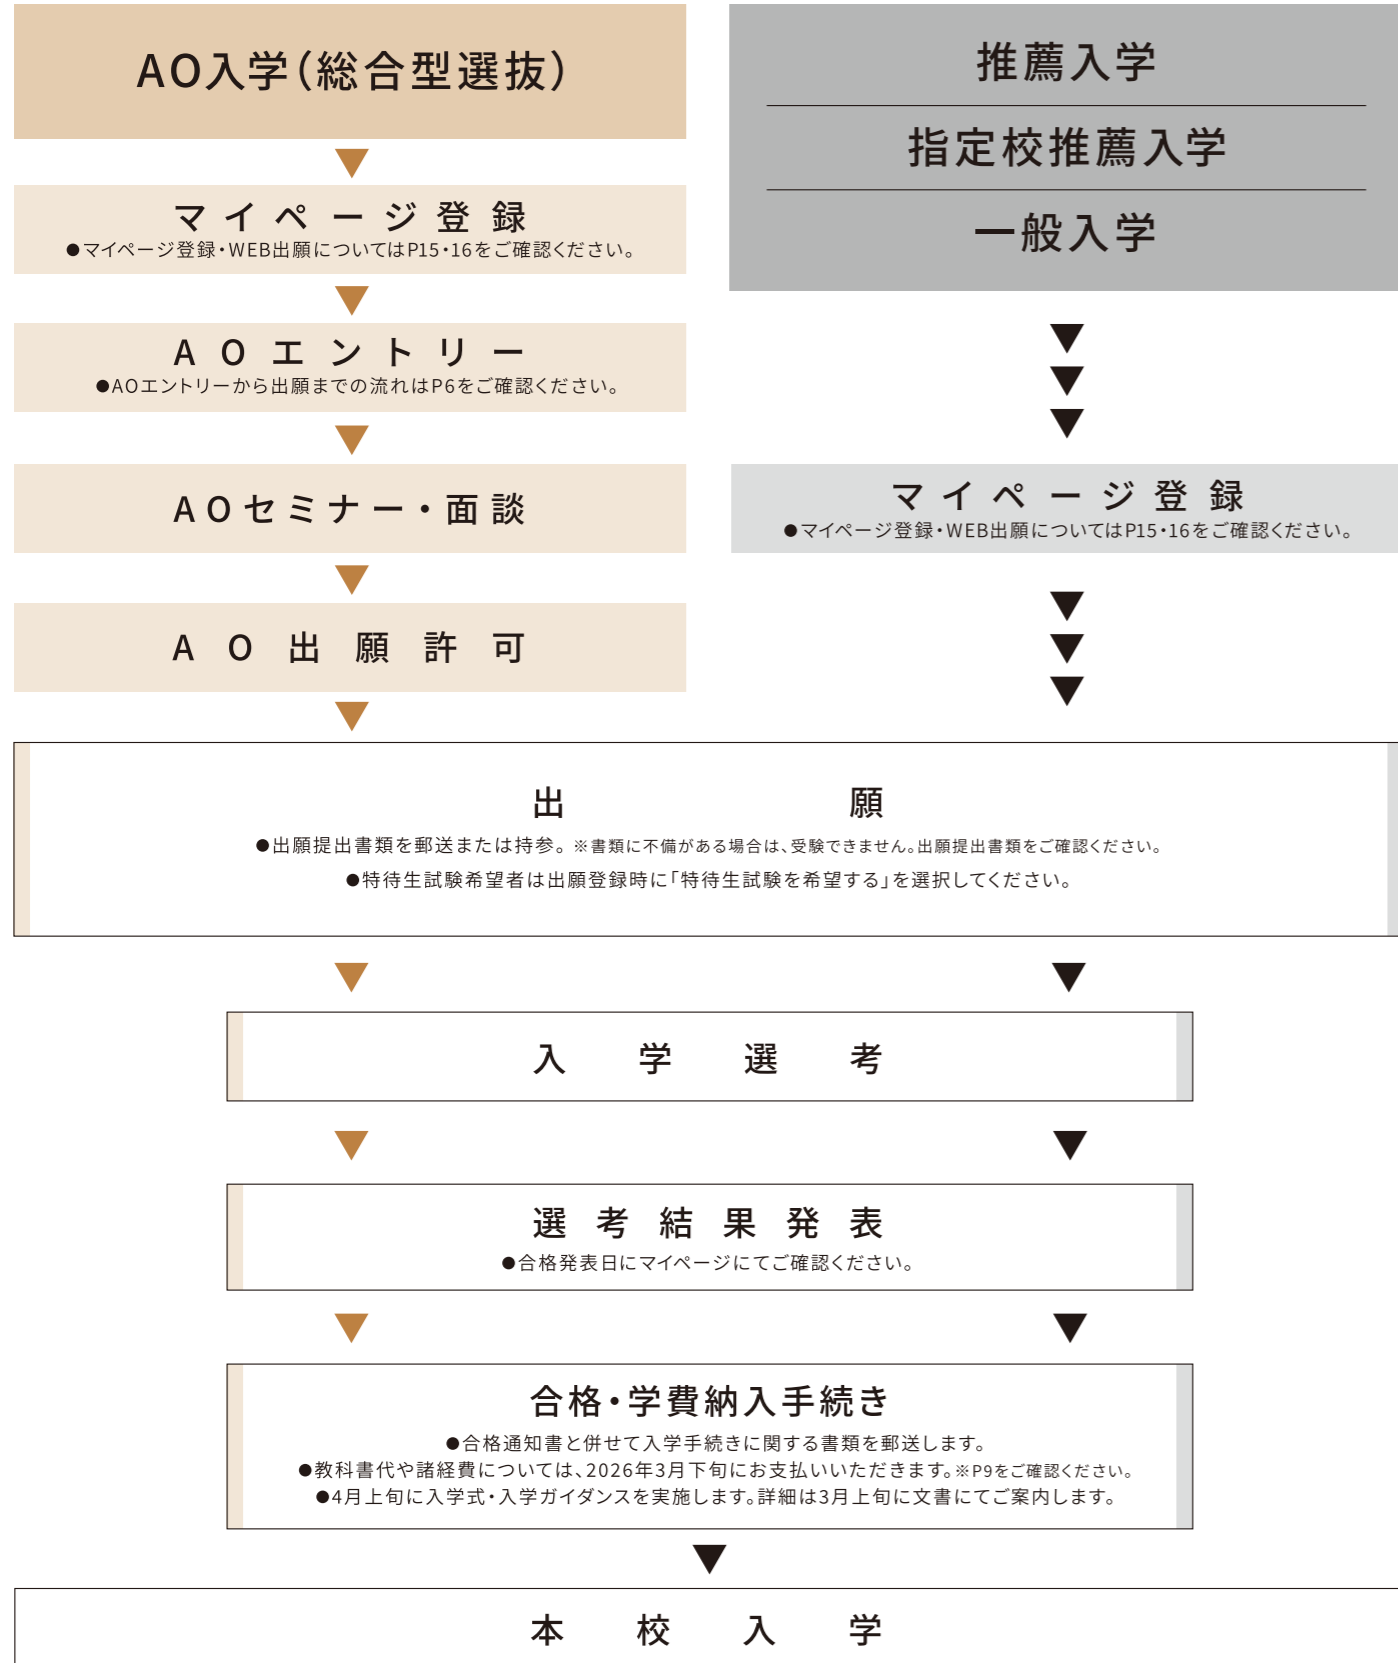 AO入学(総合型選抜)
マイページ登録
●マイページ登録・WEB出願についてはP15・16をご確認ください。
AOエントリー
●AOエントリーから出願までの流れはP6をご確認ください。
AOセミナー・面談
AO出願許可
推薦入学
指定校推薦入学
一般入学
マイページ登録
●マイページ登録・WEB出願についてはP15・16をご確認ください。
出願
●出願提出書類を郵送または持参。※書類に不備がある場合は、受験できません。出願提出書類をご確認ください。
●特待生試験希望者は出願登録時に「特待生試験を希望する」を選択してください。
入学選考
選考結果発表
●合格発表日にマイページにてご確認ください。
合格・学費納入手続き
●合格通知書と併せて入学手続きに関する書類を郵送します。
●教科書代や諸経費については、2026年3月下旬にお支払いいただきます。※P9をご確認ください。
●4月上旬に入学式・入学ガイダンスを実施します。詳細は3月上旬に文書にてご案内します。
本校入学